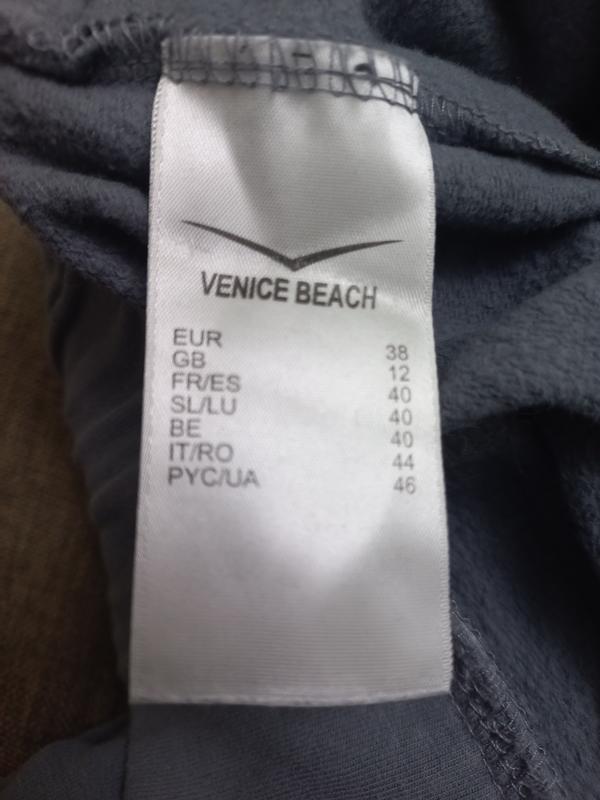 VENICE BEACH
EUR 38
GB 12
FR/ES 40
SL/LU 40
BE 40
IT/RO 44
РУС/UA 46